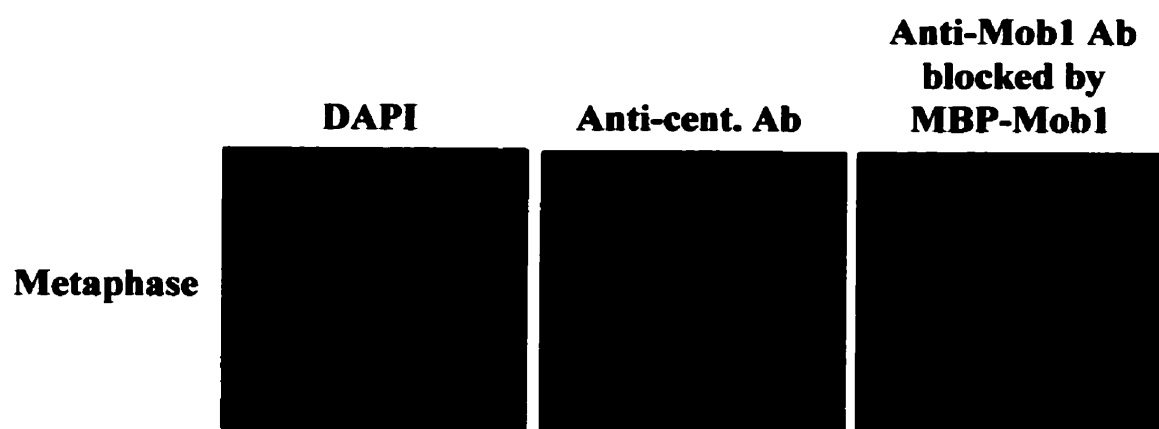 Anti-Mob1 Ab
blocked by
DAPI Anti-cent. Ab MBP-Mob1
Metaphase